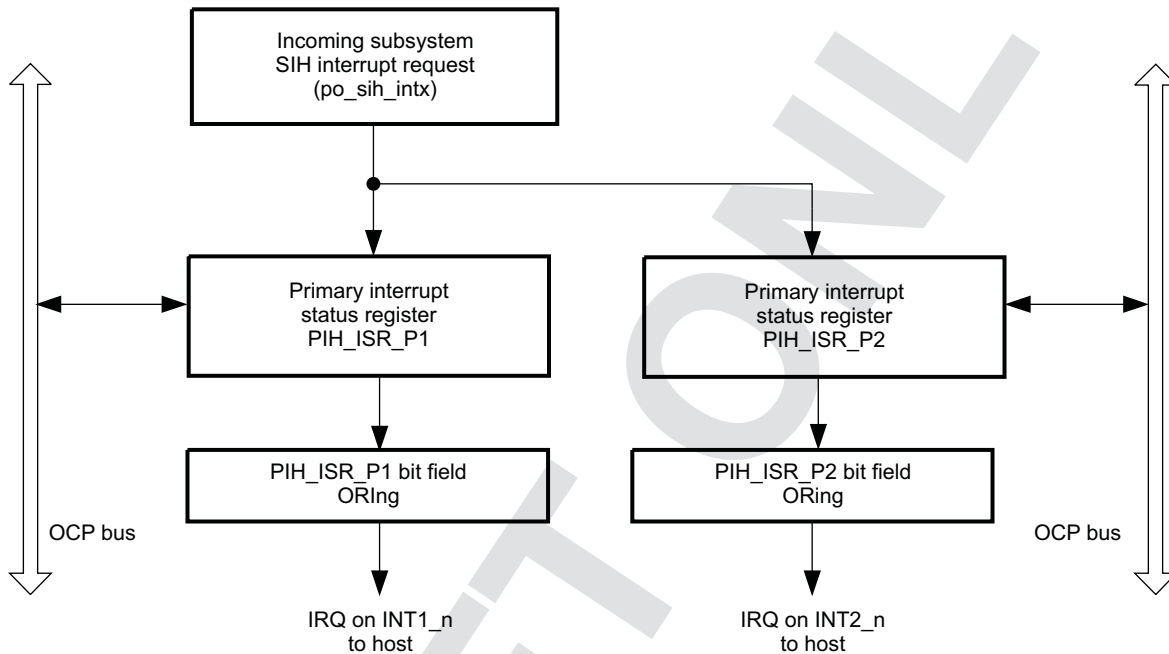 Incoming subsystem
SIH interrupt request
(po_sih_intx)
Primary interrupt
status register
PIH_ISR_P1
Primary interrupt
status register
PIH_ISR_P2
PIH_ISR_P1 bit field
ORIng
PIH_ISR_P2 bit field
ORing
OCP bus
OCP bus
IRQ on INT1_n
to host
IRQ on INT2_n
to host